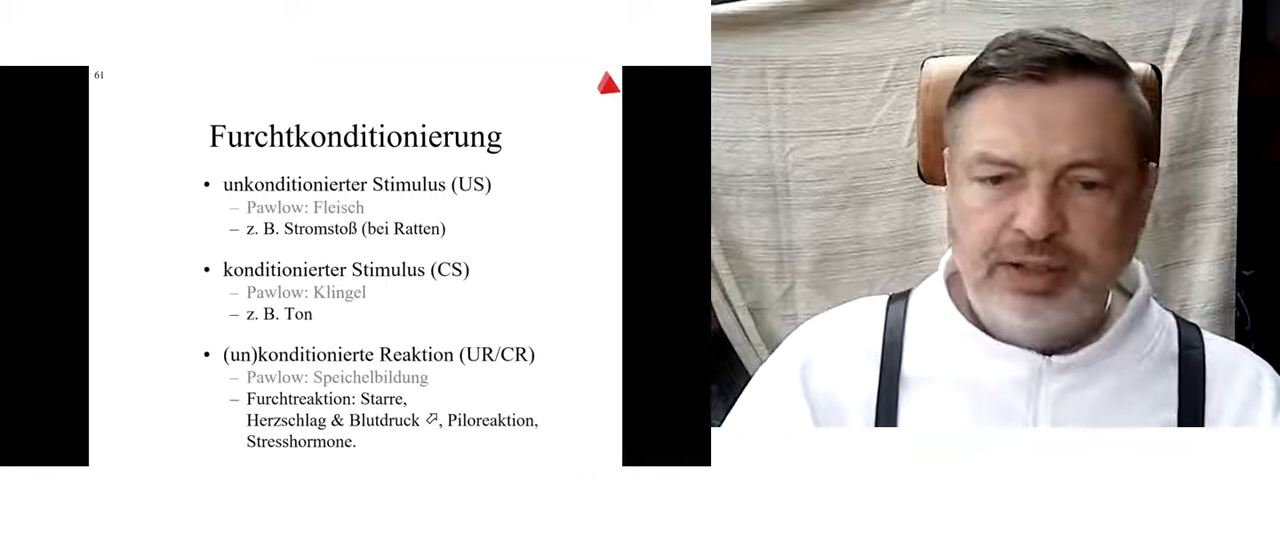 61
Furchtkonditionierung
• unkonditionierter Stimulus (US)
– Pawlow: Fleisch
– z. B. Stromstoß (bei Ratten)
• konditionierter Stimulus (CS)
– Pawlow: Klingel
– z. B. Ton
• (un)konditionierte Reaktion (UR/CR)
– Pawlow: Speichelbildung
– Furchtreaktion: Starre,
Herzschlag & Blutdruck ⬀, Piloreaktion,
Stresshormone.